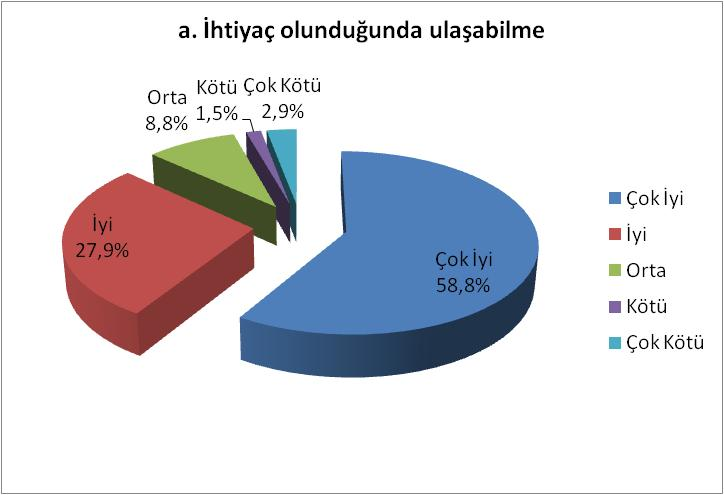 a. İhtiyaç olunduğunda ulaşabilme
Orta
8,8%
Kötü
1,5%
Çok Kötü
2,9%
İyi
27,9%
Çok İyi
58,8%
Çok İyi
İyi
Orta
Kötü
Çok Kötü